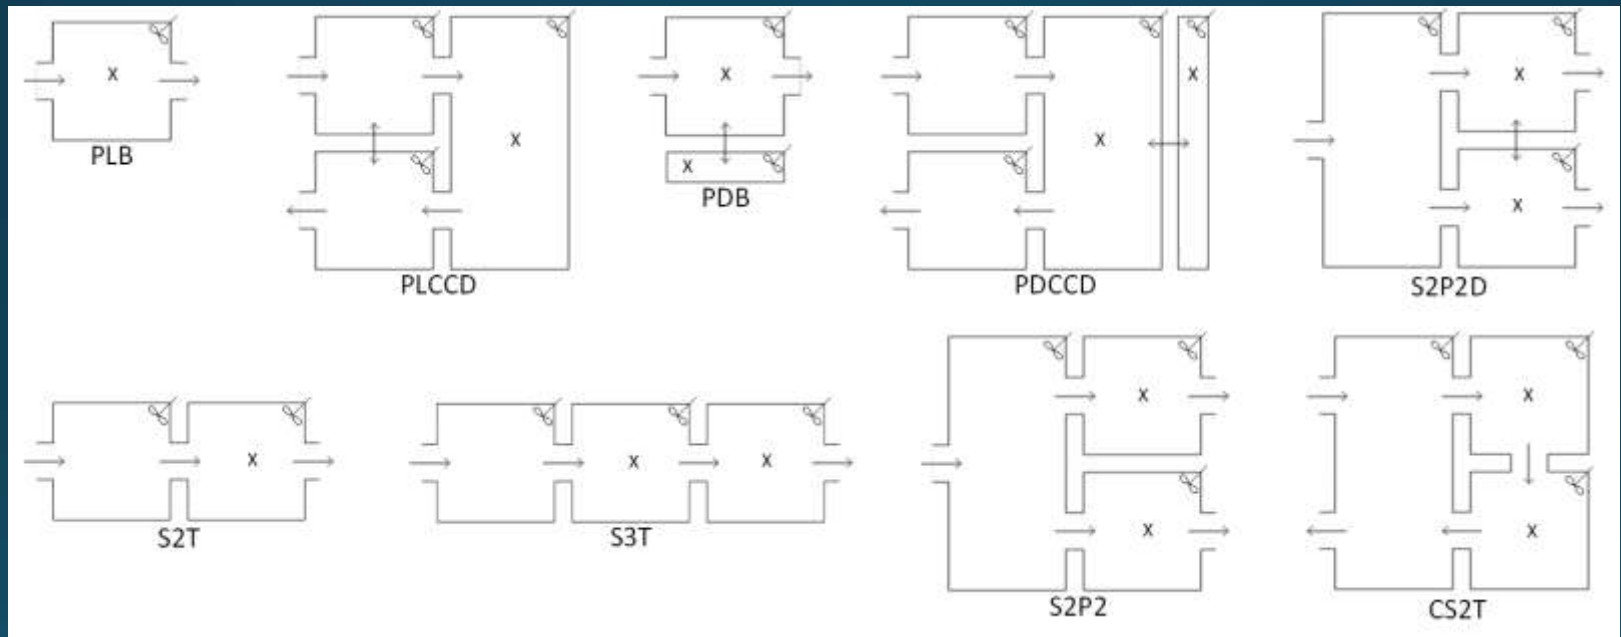 X
PLB
X
PLCCD
X
X
PDB
X
X
PDCCD
X
X
S2P2D
X
S2T
X
X
S3T
X
X
S2P2
X
X
CS2T